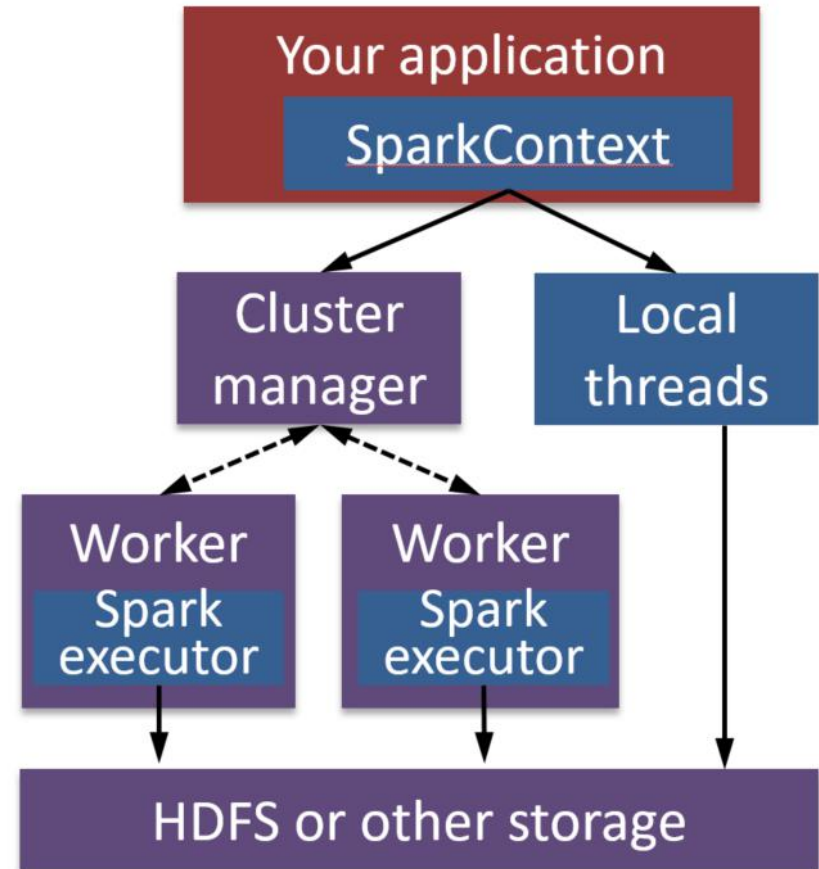 Your application
SparkContext
Cluster
manager
Local
threads
Worker
Spark
executor
Worker
Spark
executor
HDFS or other storage